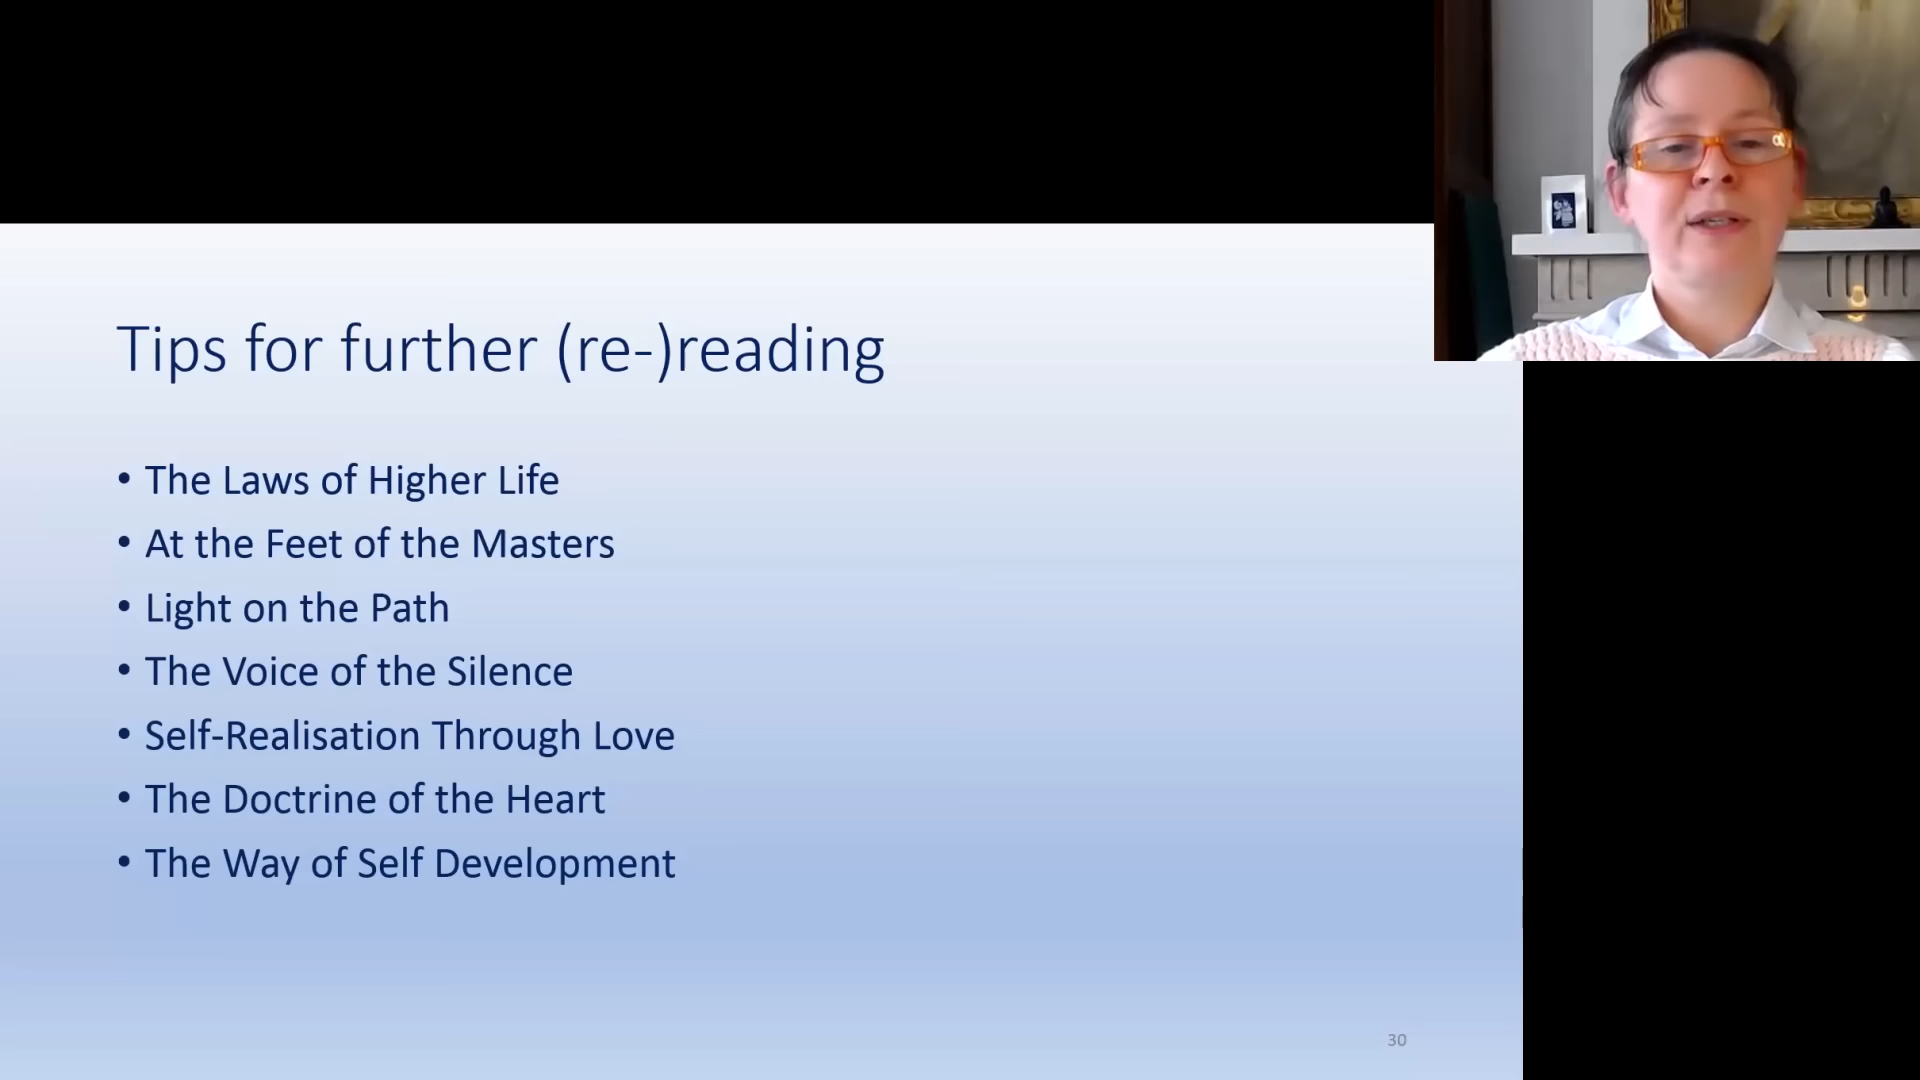 Tips for further (re-)reading
• The Laws of Higher Life
• At the Feet of the Masters
• Light on the Path
• The Voice of the Silence
• Self-Realisation Through Love
• The Doctrine of the Heart
• The Way of Self Development
30